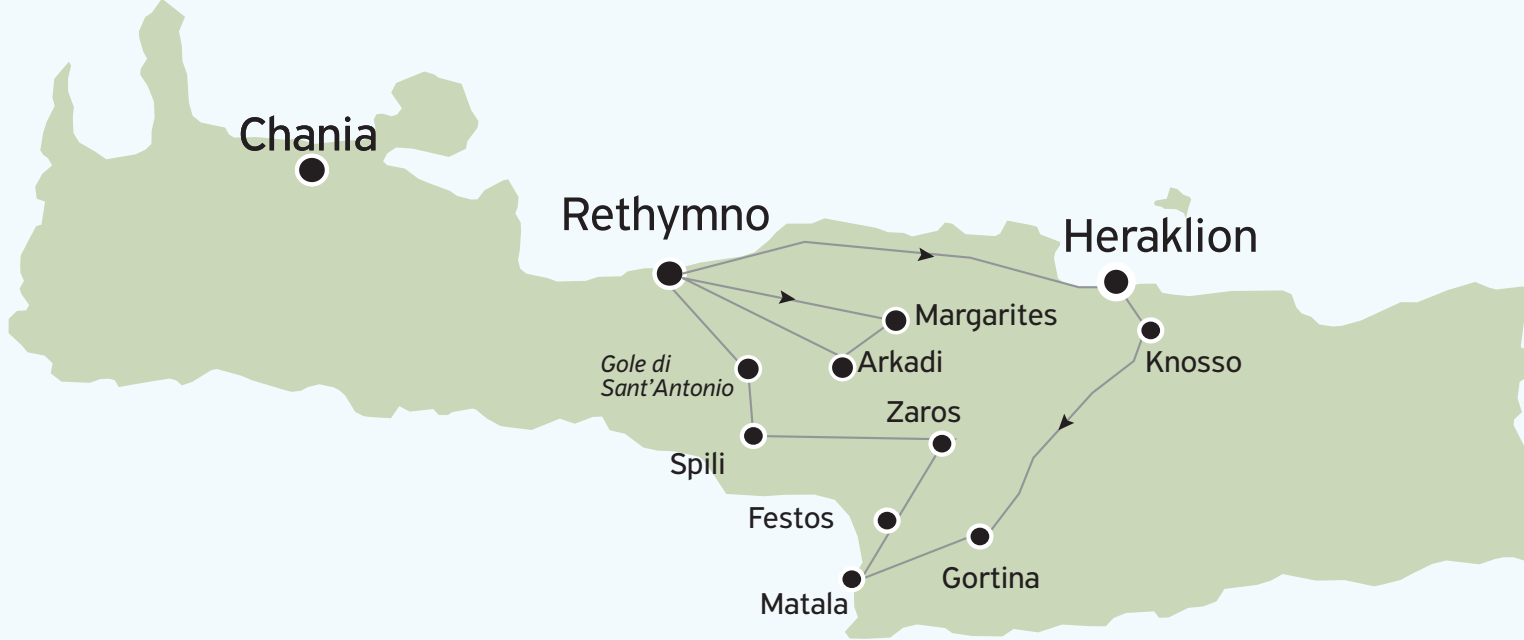 Chania
Rethymno
Heraklion
Margarites
Knosso
Arkadi
Gole di
Sant'Antonio
Zaros
Spili
Festos
Gortina
Matala